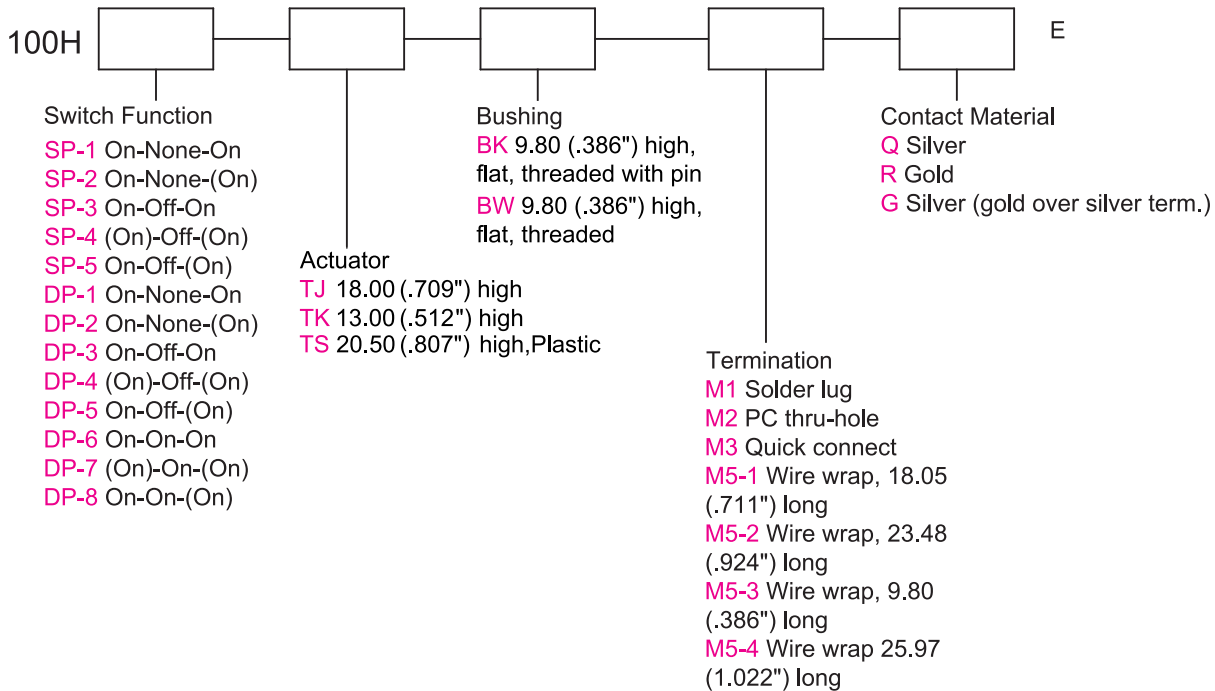 100H
E
Switch Function
SP-1 On-None-On
SP-2 On-None-(On)
SP-3 On-Off-On
SP-4 (On)-Off-(On)
SP-5 On-Off-(On)
DP-1 On-None-On
DP-2 On-None-(On)
DP-3 On-Off-On
DP-4 (On)-Off-(On)
DP-5 On-Off-(On)
DP-6 On-On-On
DP-7 (On)-On-(On)
DP-8 On-On-(On)
Actuator
TJ 18.00 (.709") high
TK 13.00 (.512") high
TS 20.50 (.807") high,Plastic
Bushing
BK 9.80 (.386") high,
flat, threaded with pin
BW 9.80 (.386") high,
flat, threaded
Termination
M1 Solder lug
M2 PC thru-hole
M3 Quick connect
M5-1 Wire wrap, 18.05
(.711") long
M5-2 Wire wrap, 23.48
(.924") long
M5-3 Wire wrap, 9.80
(.386") long
M5-4 Wire wrap 25.97
(1.022") long
Contact Material
Q Silver
R Gold
G Silver (gold over silver term.)